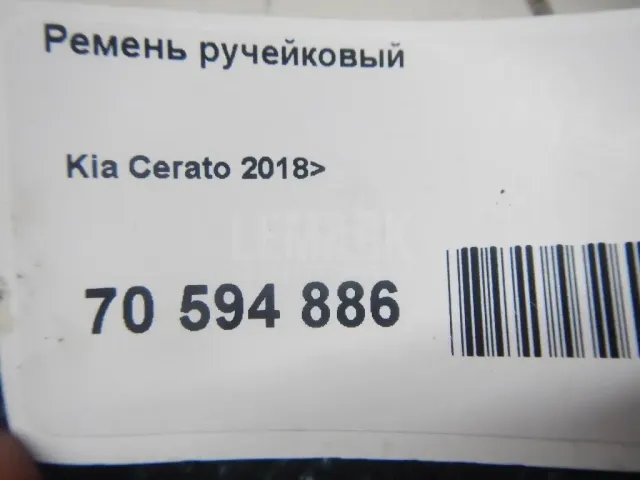 Ремень ручейковый
Kia Cerato 2018>
70 594 886